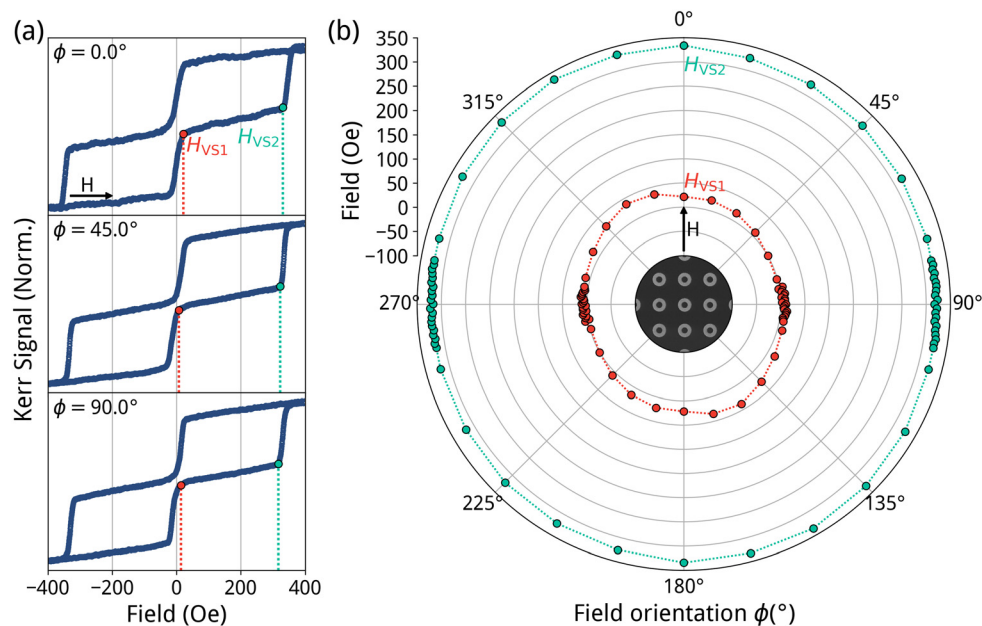 (a)
ϕ = 0.0°
H_VS1
H_VS2
H
ϕ = 45.0°
ϕ = 90.0°
Kerr Signal (Norm.)
−400
−200
0
200
400
Field (Oe)
(b)
350
300
250
200
150
100
50
0
−50
−100
Field (Oe)
0°
45°
90°
135°
180°
225°
270°
315°
H_VS2
H_VS1
H
Field orientation ϕ(°)